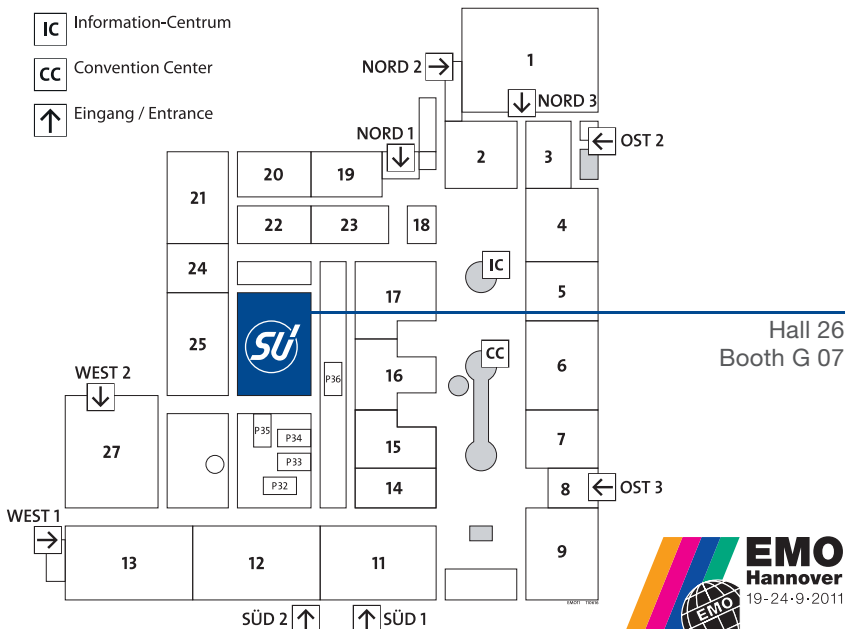 IC Information-Centrum
CC Convention Center
Eingang / Entrance
NORD 2
1
NORD 3
NORD 1
OST 2
2
3
21
20
19
22
23
18
4
24
IC
17
5
25
SU
Hall 26
Booth G 07
CC
6
WEST 2
P36
16
27
P35
P34
P33
P32
15
7
14
8
OST 3
WEST 1
13
12
11
9
EMO
Hannover
19-24·9·2011
EMO
SÜD 2
SÜD 1